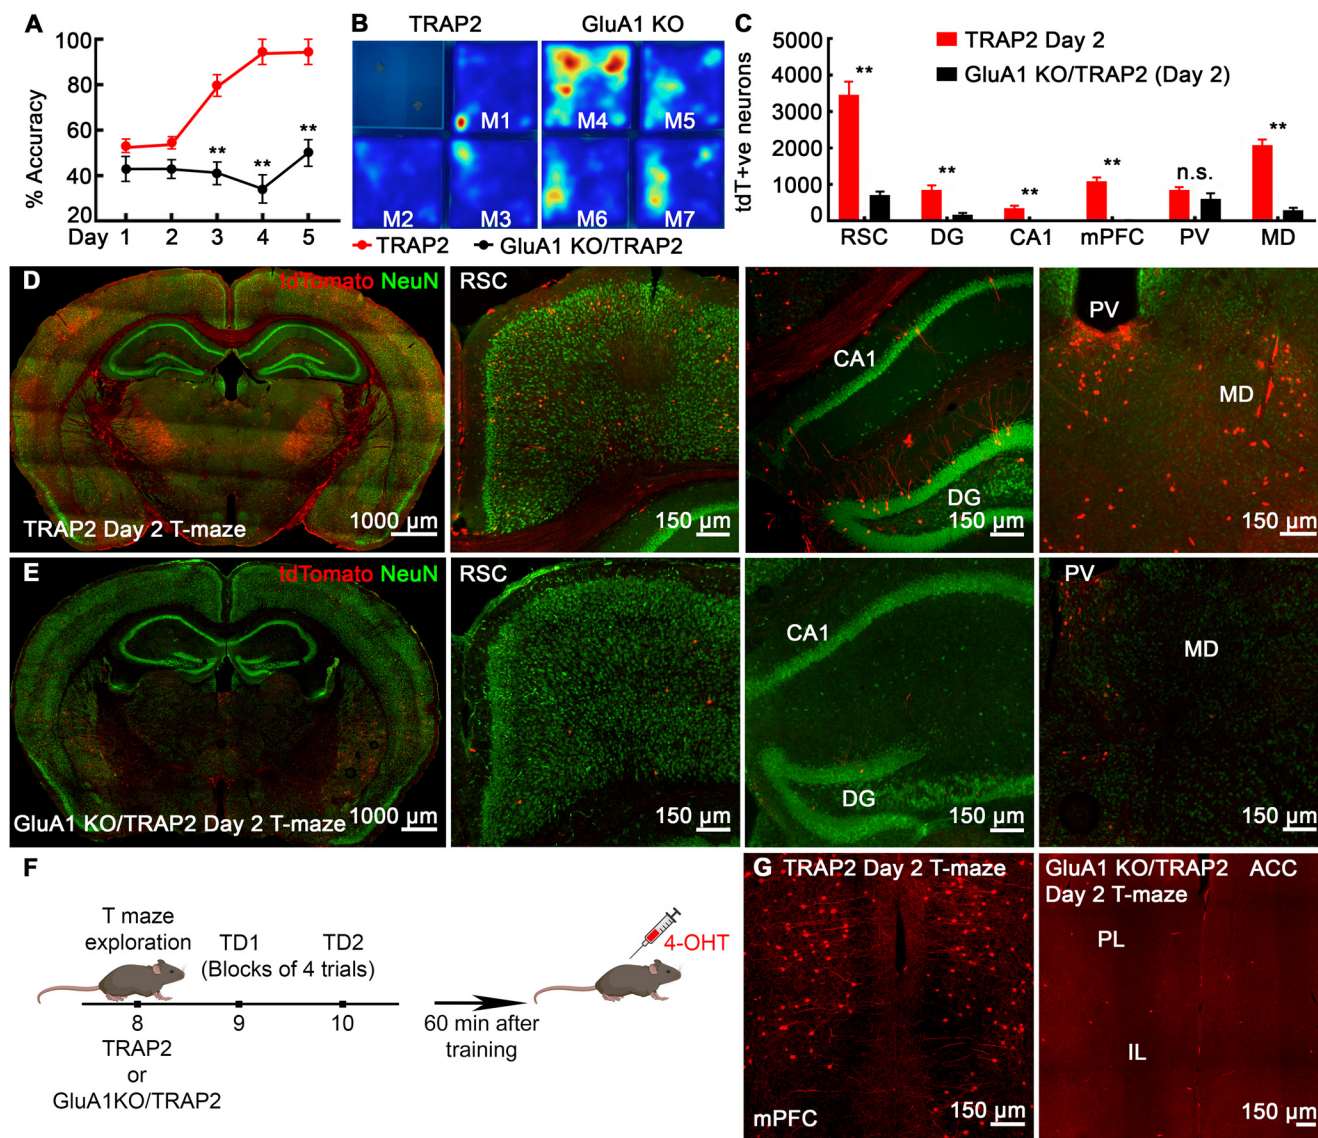 A
% Accuracy
100
80
60
40
20
Day 1 2 3 4 5
** ** **
B
TRAP2 GluA1 KO
M1 M4 M5
M2 M3 M6 M7
TRAP2 GluA1 KO/TRAP2
C
tdT+ve neurons
5000
4000
3000
2000
1000
0
TRAP2 Day 2
GluA1 KO/TRAP2 (Day 2)
** ** ** ** n.s. **
RSC DG CA1 mPFC PV MD
D
tdTomato NeuN
TRAP2 Day 2 T-maze
1000 µm
RSC
150 µm
CA1
DG
150 µm
PV
MD
150 µm
E
tdTomato NeuN
GluA1 KO/TRAP2 Day 2 T-maze
1000 µm
RSC
150 µm
CA1
DG
150 µm
PV
MD
150 µm
F
T maze
exploration
TD1 TD2
(Blocks of 4 trials)
8 9 10
TRAP2
or
GluA1KO/TRAP2
60 min after
training
4-OHT
G
TRAP2 Day 2 T-maze
mPFC
150 µm
GluA1 KO/TRAP2 ACC
Day 2 T-maze
PL
IL
150 µm